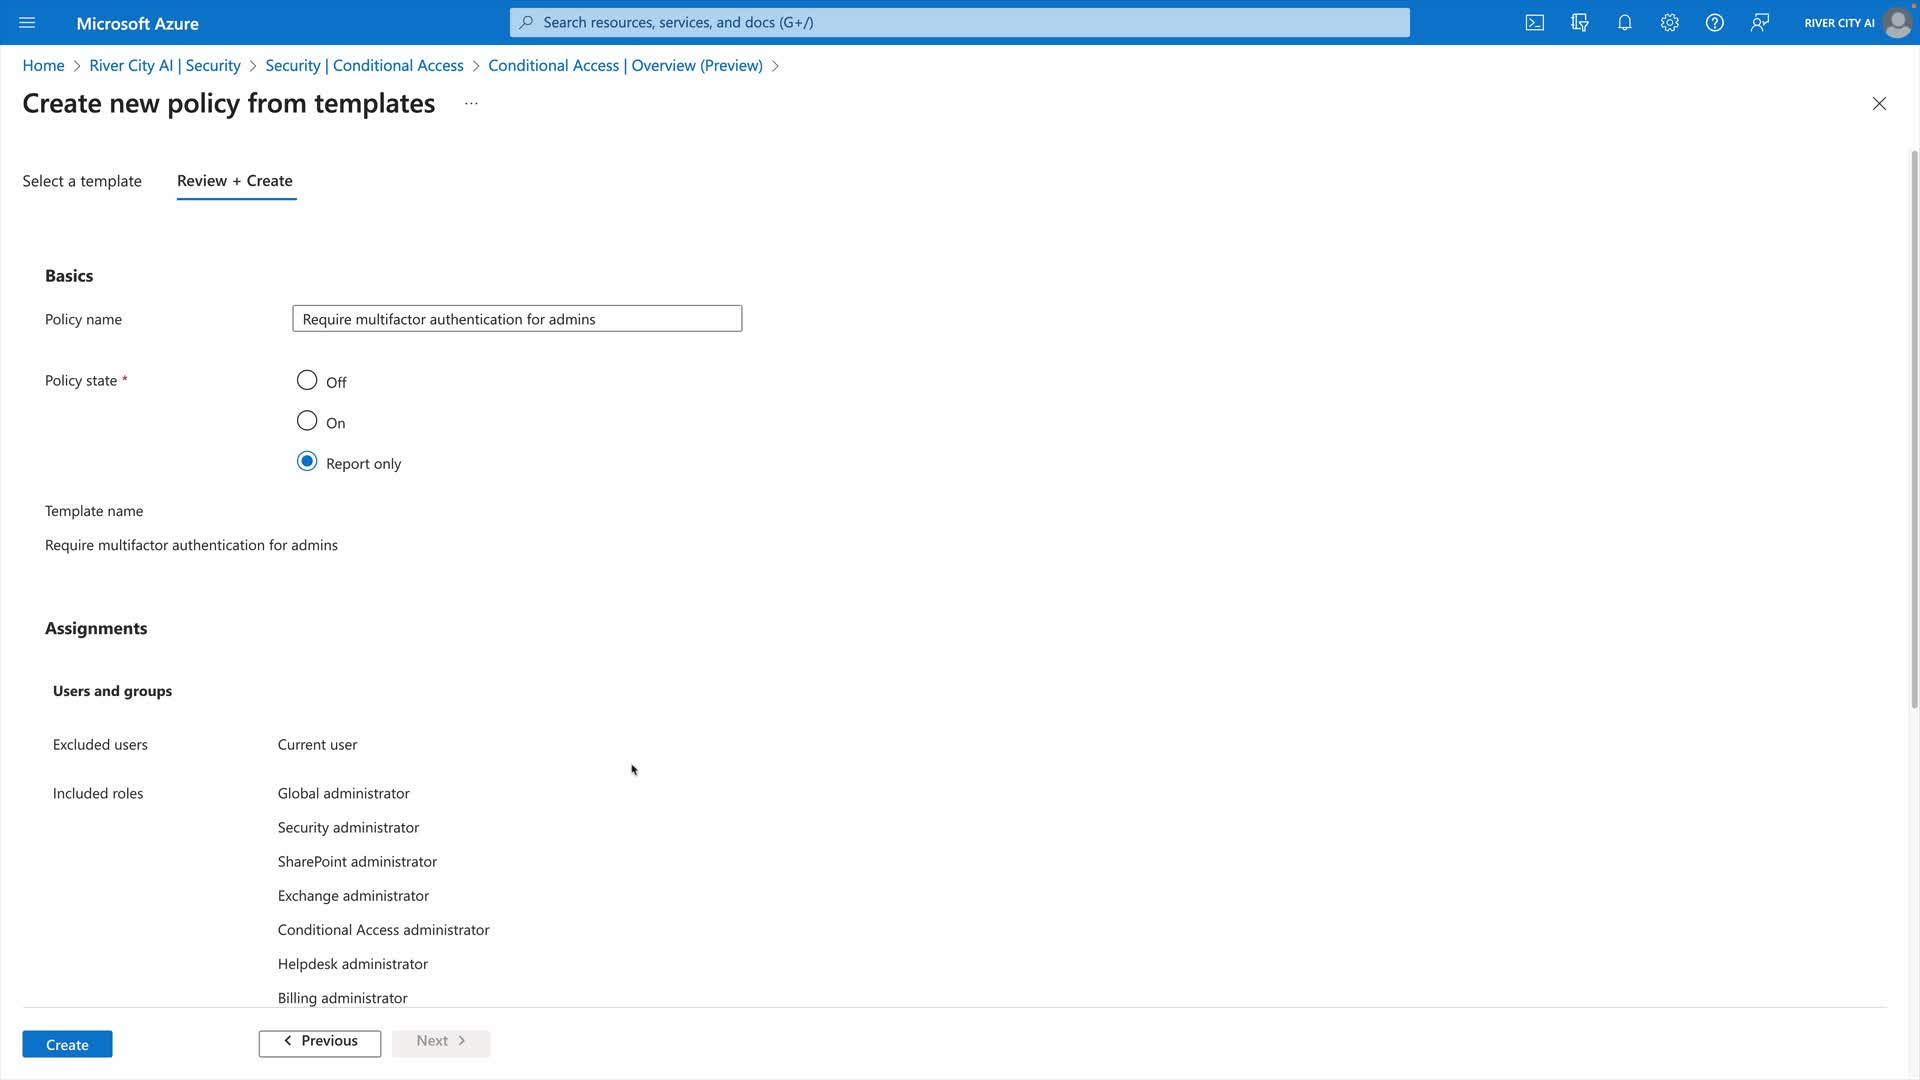 Microsoft Azure
Search resources, services, and docs (G+/)
RIVER CITY AI
Home > River City AI | Security > Security | Conditional Access > Conditional Access | Overview (Preview) >
Create new policy from templates ...
Select a template
Review + Create
Basics
Policy name
Require multifactor authentication for admins
Policy state *
Off
On
Report only
Template name
Require multifactor authentication for admins
Assignments
Users and groups
Excluded users
Current user
Included roles
Global administrator
Security administrator
SharePoint administrator
Exchange administrator
Conditional Access administrator
Helpdesk administrator
Billing administrator
Create
< Previous
Next >